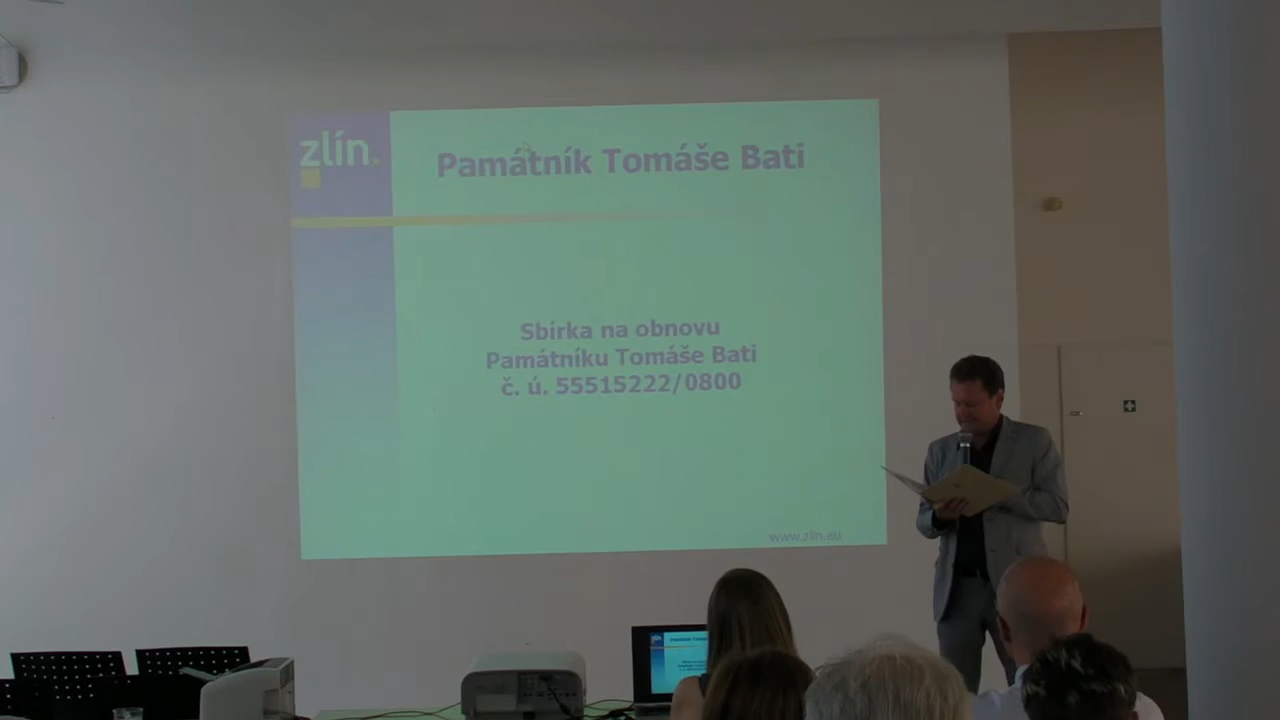 zlín.
Památník Tomáše Bati
Sbírka na obnovu
Památníku Tomáše Bati
č. ú. 55515222/0800
www.zlin.eu